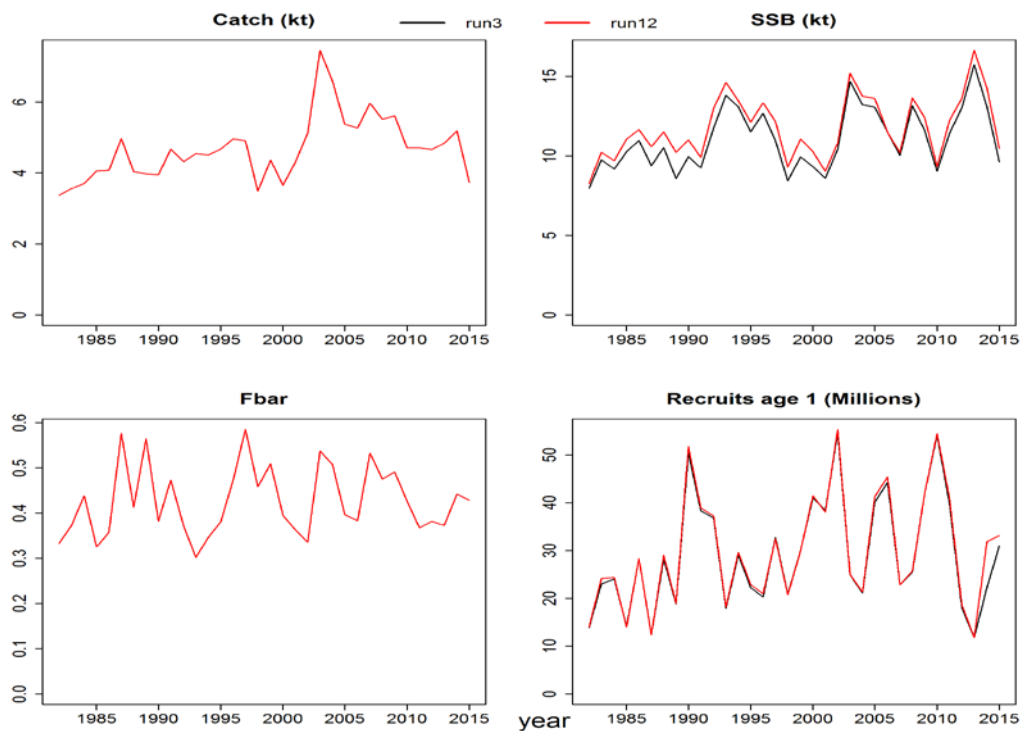 Catch (kt) run3 run12 SSB (kt)
0 2 4 6
1985 1990 1995 2000 2005 2010 2015
0 5 10 15
1985 1990 1995 2000 2005 2010 2015
Fbar
0.0 0.1 0.2 0.3 0.4 0.5 0.6
1985 1990 1995 2000 2005 2010 2015
Recruits age 1 (Millions)
0 10 20 30 40 50
1985 1990 1995 2000 2005 2010 2015
year